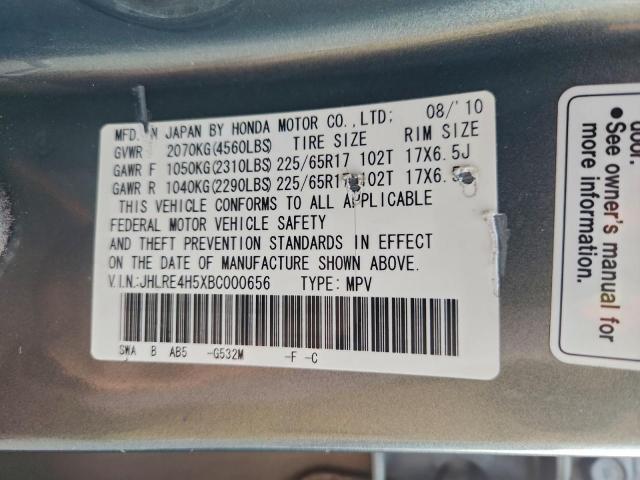 MFD. IN JAPAN BY HONDA MOTOR CO.,LTD; 08/'10
GVWR 2070KG(4560LBS) TIRE SIZE RIM SIZE
GAWR F 1050KG(2310LBS) 225/65R17 102T 17X6.5J
GAWR R 1040KG(2290LBS) 225/65R17 102T 17X6.5
THIS VEHICLE CONFORMS TO ALL APPLICABLE
FEDERAL MOTOR VEHICLE SAFETY
AND THEFT PREVENTION STANDARDS IN EFFECT
ON THE DATE OF MANUFACTURE SHOWN ABOVE.
V.I.N.:JHLRE4H5XBC000656 TYPE: MPV
SWA B AB5 -G532M -F -C
door.
• See owner's manual for
more information.